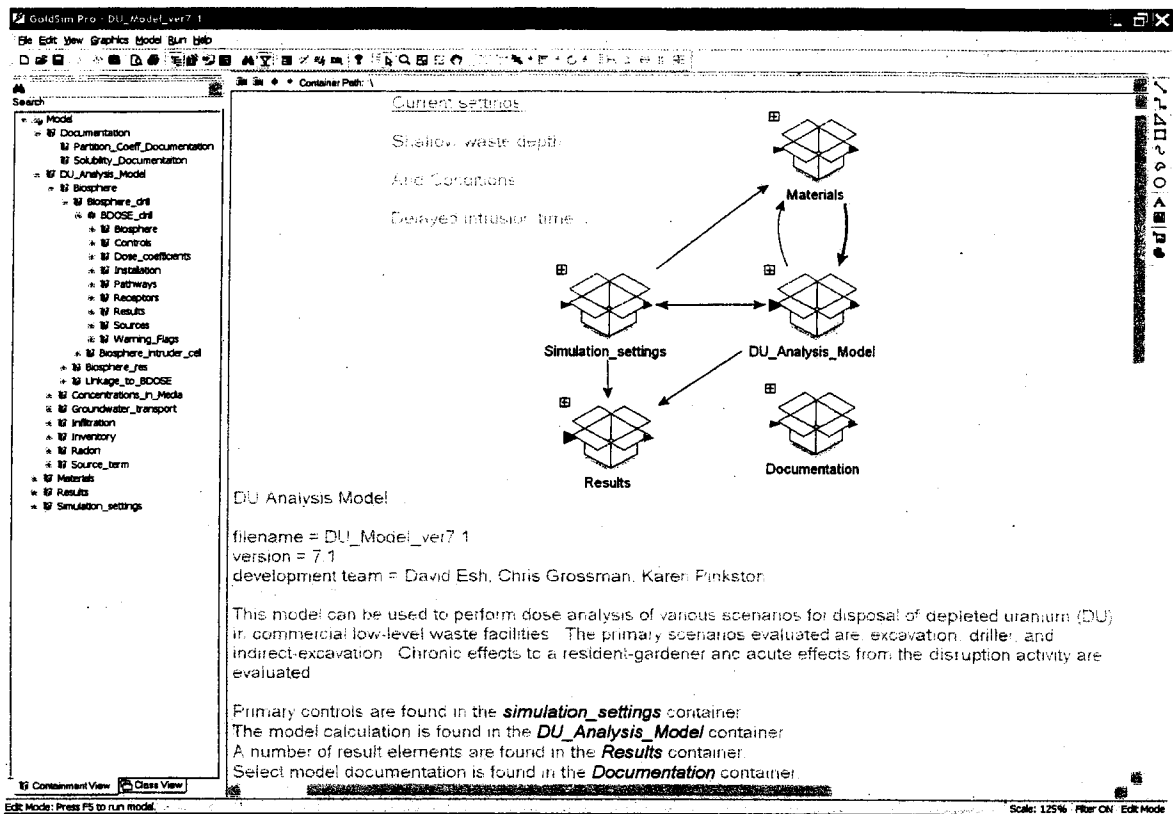 GoldSim Pro - DU_Model_ver7 1
File Edit View Graphics Model Run Help
Container Path: \
Search
Model
Documentation
Partition_Coeff_Documentation
Solubility_Documentation
DU_Analysis_Model
Biosphere
Biosphere_dril
BDOSE_dril
Biosphere
Controls
Dose_coefficients
Installation
Pathways
Receptors
Results
Sources
Warning_Flags
Biosphere_intruder_cel
Biosphere_res
Linkage_to_BDOSE
Concentrations_in_Media
Groundwater_transport
Infiltration
Inventory
Radon
Source_term
Materials
Results
Simulation_settings
Containment View
Class View
Current settings
Shallow waste depth
Arid Conditions
Delayed intrusion time
Materials
Simulation_settings
DU_Analysis_Model
Results
Documentation
DU Analysis Model
filename = DU_Model_ver7 1
version = 7.1
development team = David Esh, Chris Grossman, Karen Pinkston
This model can be used to perform dose analysis of various scenarios for disposal of depleted uranium (DU)
in commercial low-level waste facilities The primary scenarios evaluated are, excavation, driller, and
indirect-excavation Chronic effects to a resident-gardener and acute effects from the disruption activity are
evaluated
Primary controls are found in the simulation_settings container
The model calculation is found in the DU_Analysis_Model container
A number of result elements are found in the Results container.
Select model documentation is found in the Documentation container.
Edit Mode: Press F5 to run model.
Scale: 125% Filter ON Edit Mode